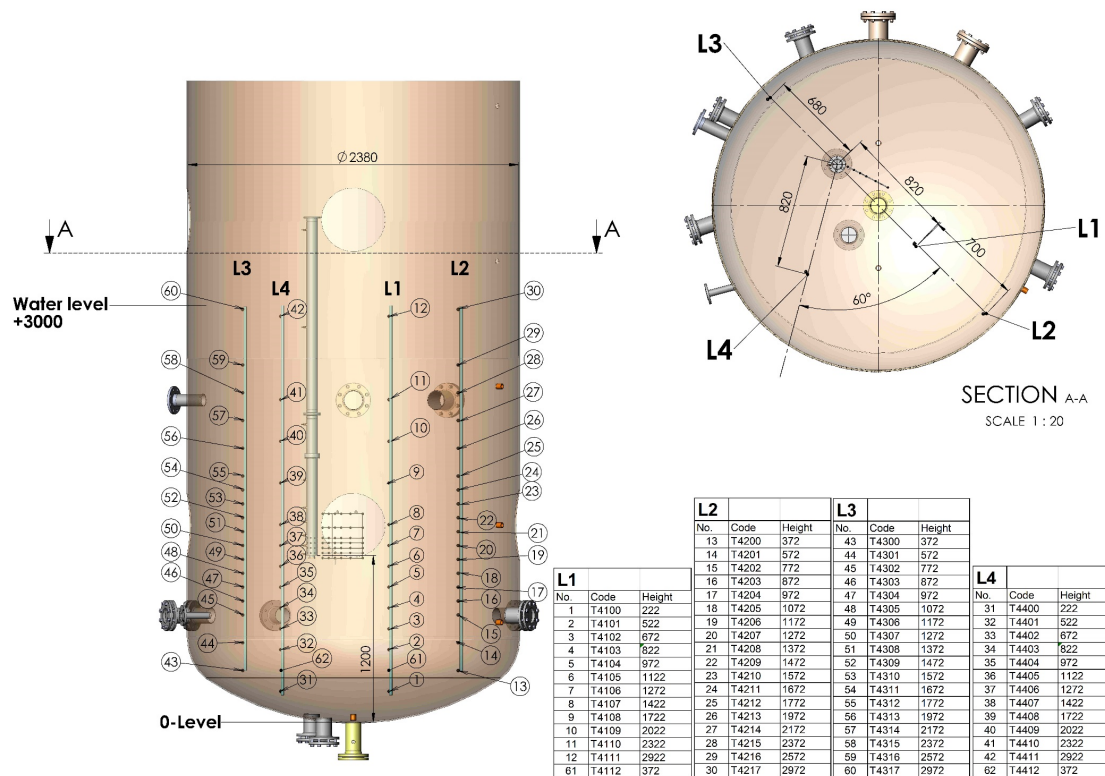 L3
680
820
820
L1
700
60°
L2
L4
SECTION A-A
SCALE 1 : 20
Ø2380
A
A
L3
L2
L4
L1
Water level
+3000
60
42
12
30
29
59
58
28
41
11
57
27
40
10
56
26
25
54
55
39
9
24
53
23
52
38
8
22
51
21
50
37
7
20
49
36
6
19
48
35
5
18
46
47
17
34
4
16
45
33
3
15
44
32
2
14
43
62
61
13
31
1
1200
0-Level
L1
No. Code Height
1 T4100 222
2 T4101 522
3 T4102 672
4 T4103 822
5 T4104 972
6 T4105 1122
7 T4106 1272
8 T4107 1422
9 T4108 1722
10 T4109 2022
11 T4110 2322
12 T4111 2922
61 T4112 372
L2
No. Code Height
13 T4200 372
14 T4201 572
15 T4202 772
16 T4203 872
17 T4204 972
18 T4205 1072
19 T4206 1172
20 T4207 1272
21 T4208 1372
22 T4209 1472
23 T4210 1572
24 T4211 1672
25 T4212 1772
26 T4213 1972
27 T4214 2172
28 T4215 2372
29 T4216 2572
30 T4217 2972
L3
No. Code Height
43 T4300 372
44 T4301 572
45 T4302 772
46 T4303 872
47 T4304 972
48 T4305 1072
49 T4306 1172
50 T4307 1272
51 T4308 1372
52 T4309 1472
53 T4310 1572
54 T4311 1672
55 T4312 1772
56 T4313 1972
57 T4314 2172
58 T4315 2372
59 T4316 2572
60 T4317 2972
L4
No. Code Height
31 T4400 222
32 T4401 522
33 T4402 672
34 T4403 822
35 T4404 972
36 T4405 1122
37 T4406 1272
38 T4407 1422
39 T4408 1722
40 T4409 2022
41 T4410 2322
42 T4411 2922
62 T4412 372